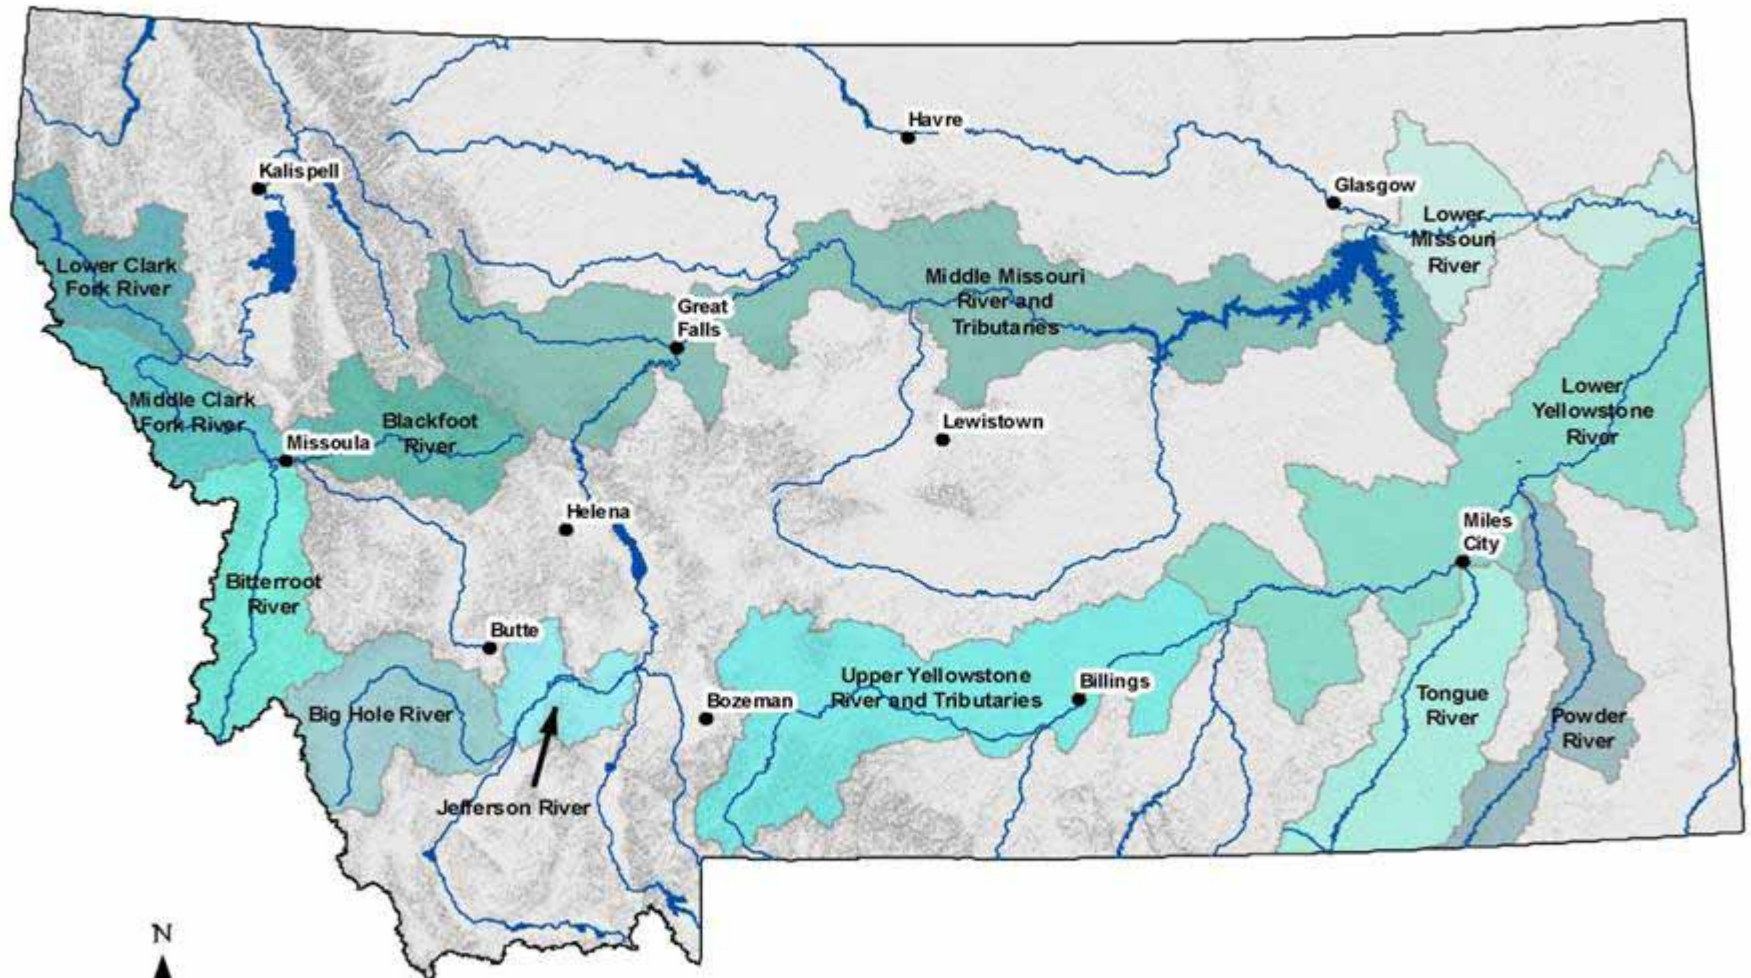 Havre
Kalispell
Glasgow
Lower
Missouri
River
Lower Clark
Fork River
Middle Missouri
River and
Tributaries
Great
Falls
Middle Clark
Fork River
Blackfoot
River
Missoula
Lewistown
Lower
Yellowstone
River
Helena
Miles
City
Bitterroot
River
Butte
Upper Yellowstone
River and Tributaries
Billings
Big Hole River
Bozeman
Tongue
River
Powder
River
Jefferson River
N